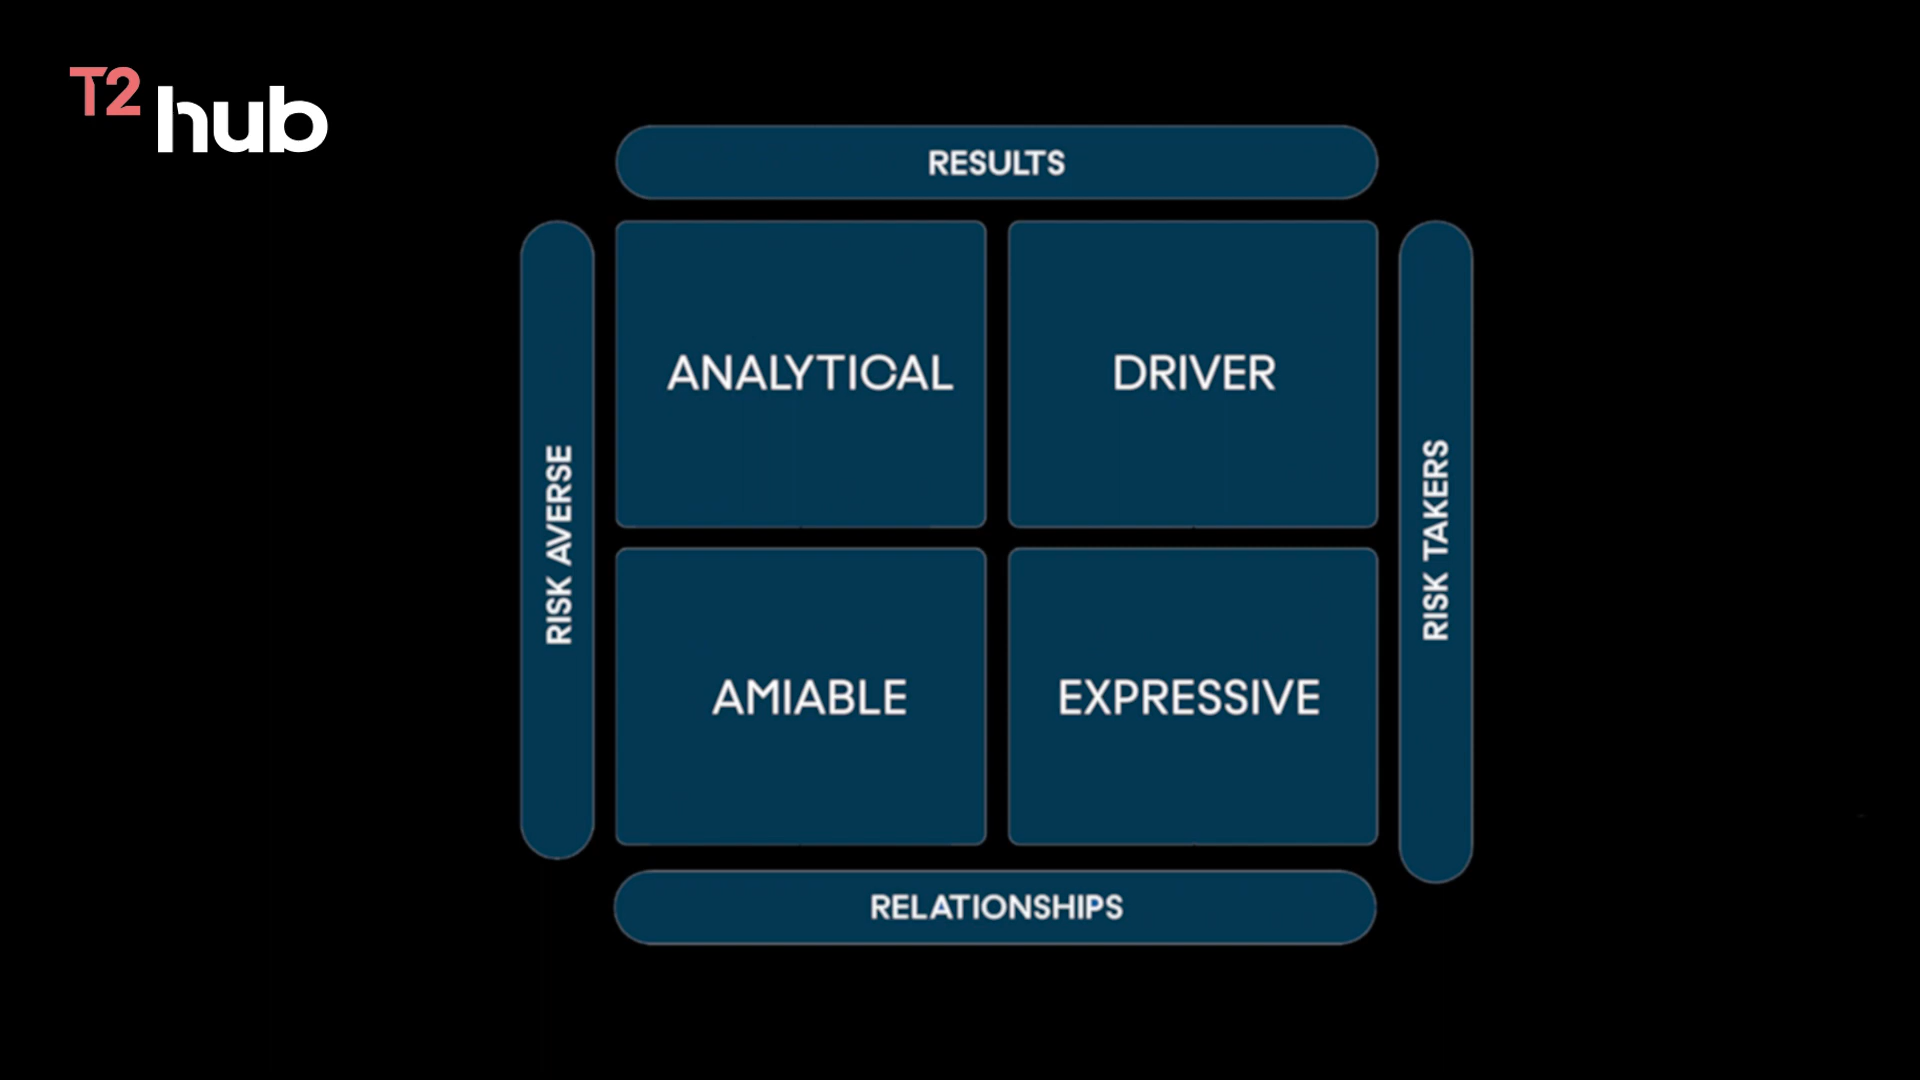 T2
hub
RESULTS
ANALYTICAL
DRIVER
RISK AVERSE
RISK TAKERS
AMIABLE
EXPRESSIVE
RELATIONSHIPS